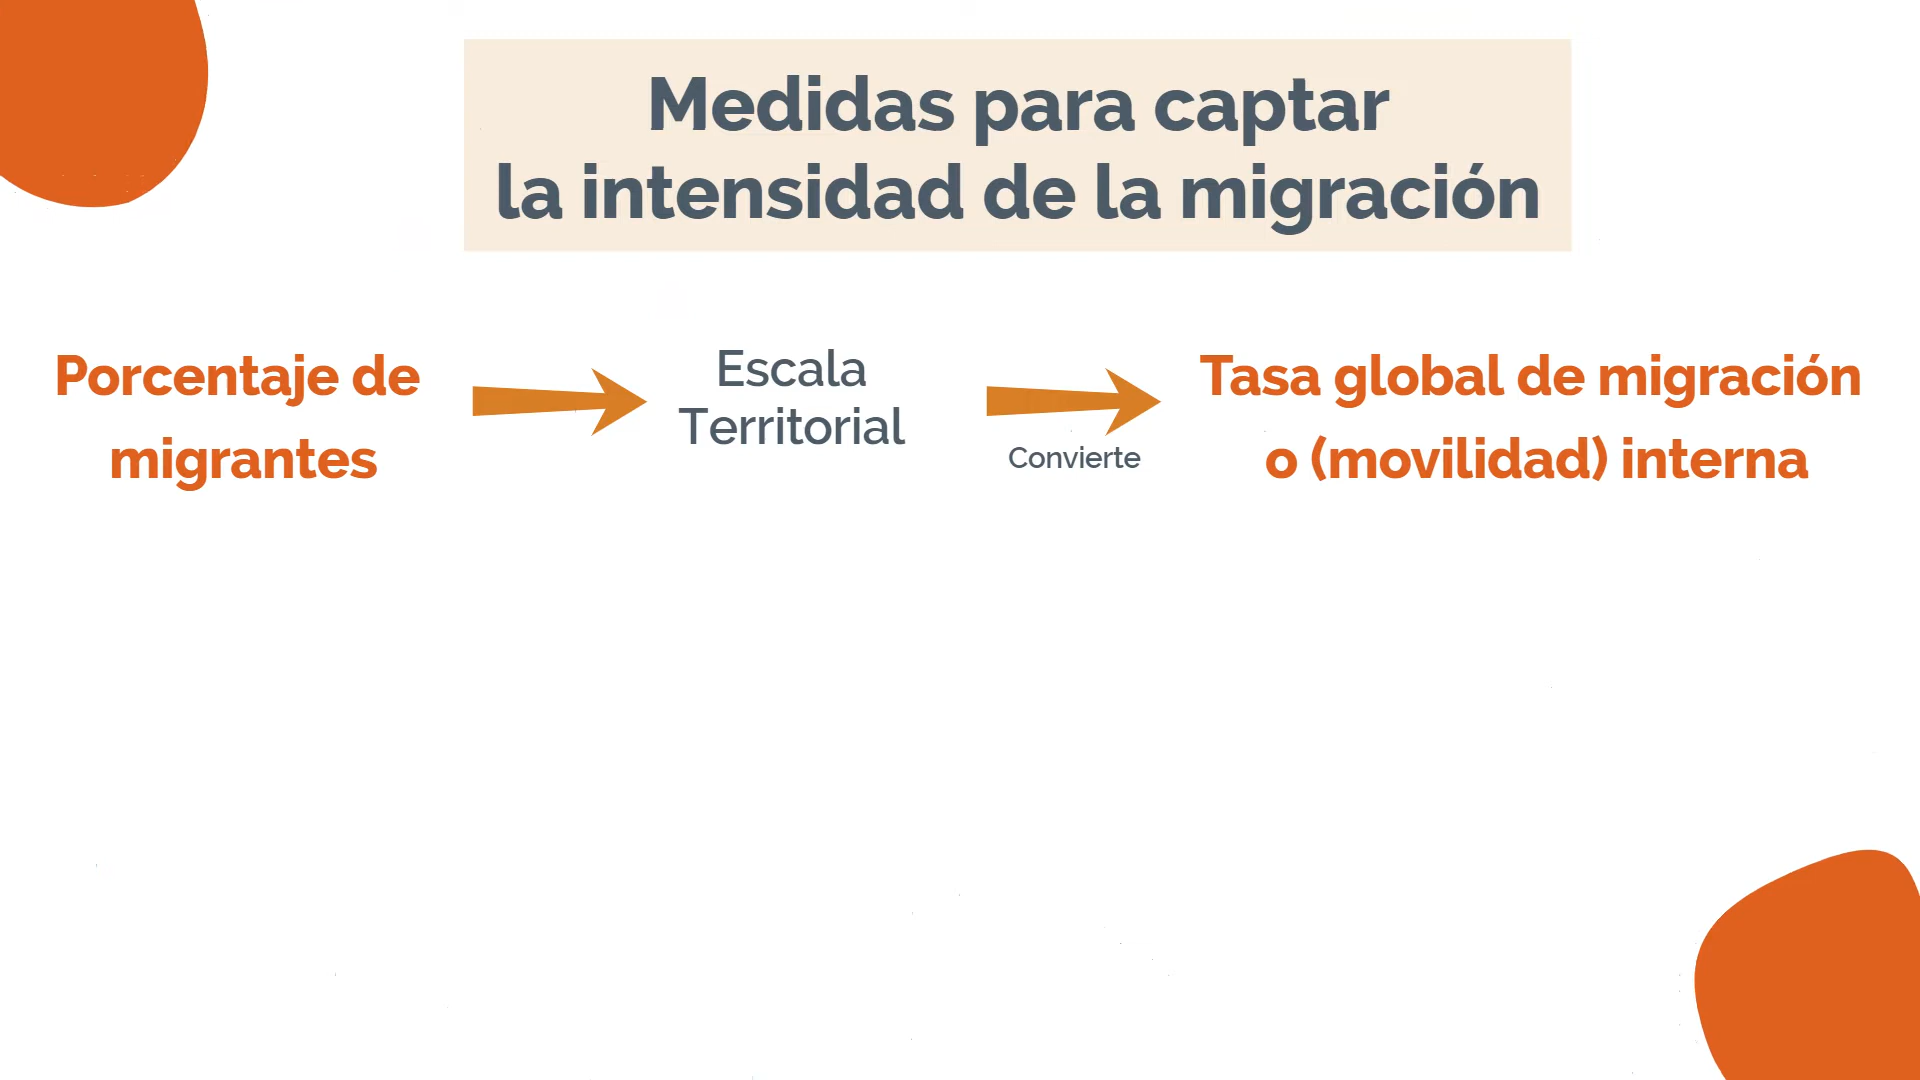 Medidas para captar
la intensidad de la migración
Porcentaje de
migrantes
Escala
Territorial
Convierte
Tasa global de migración
o (movilidad) interna